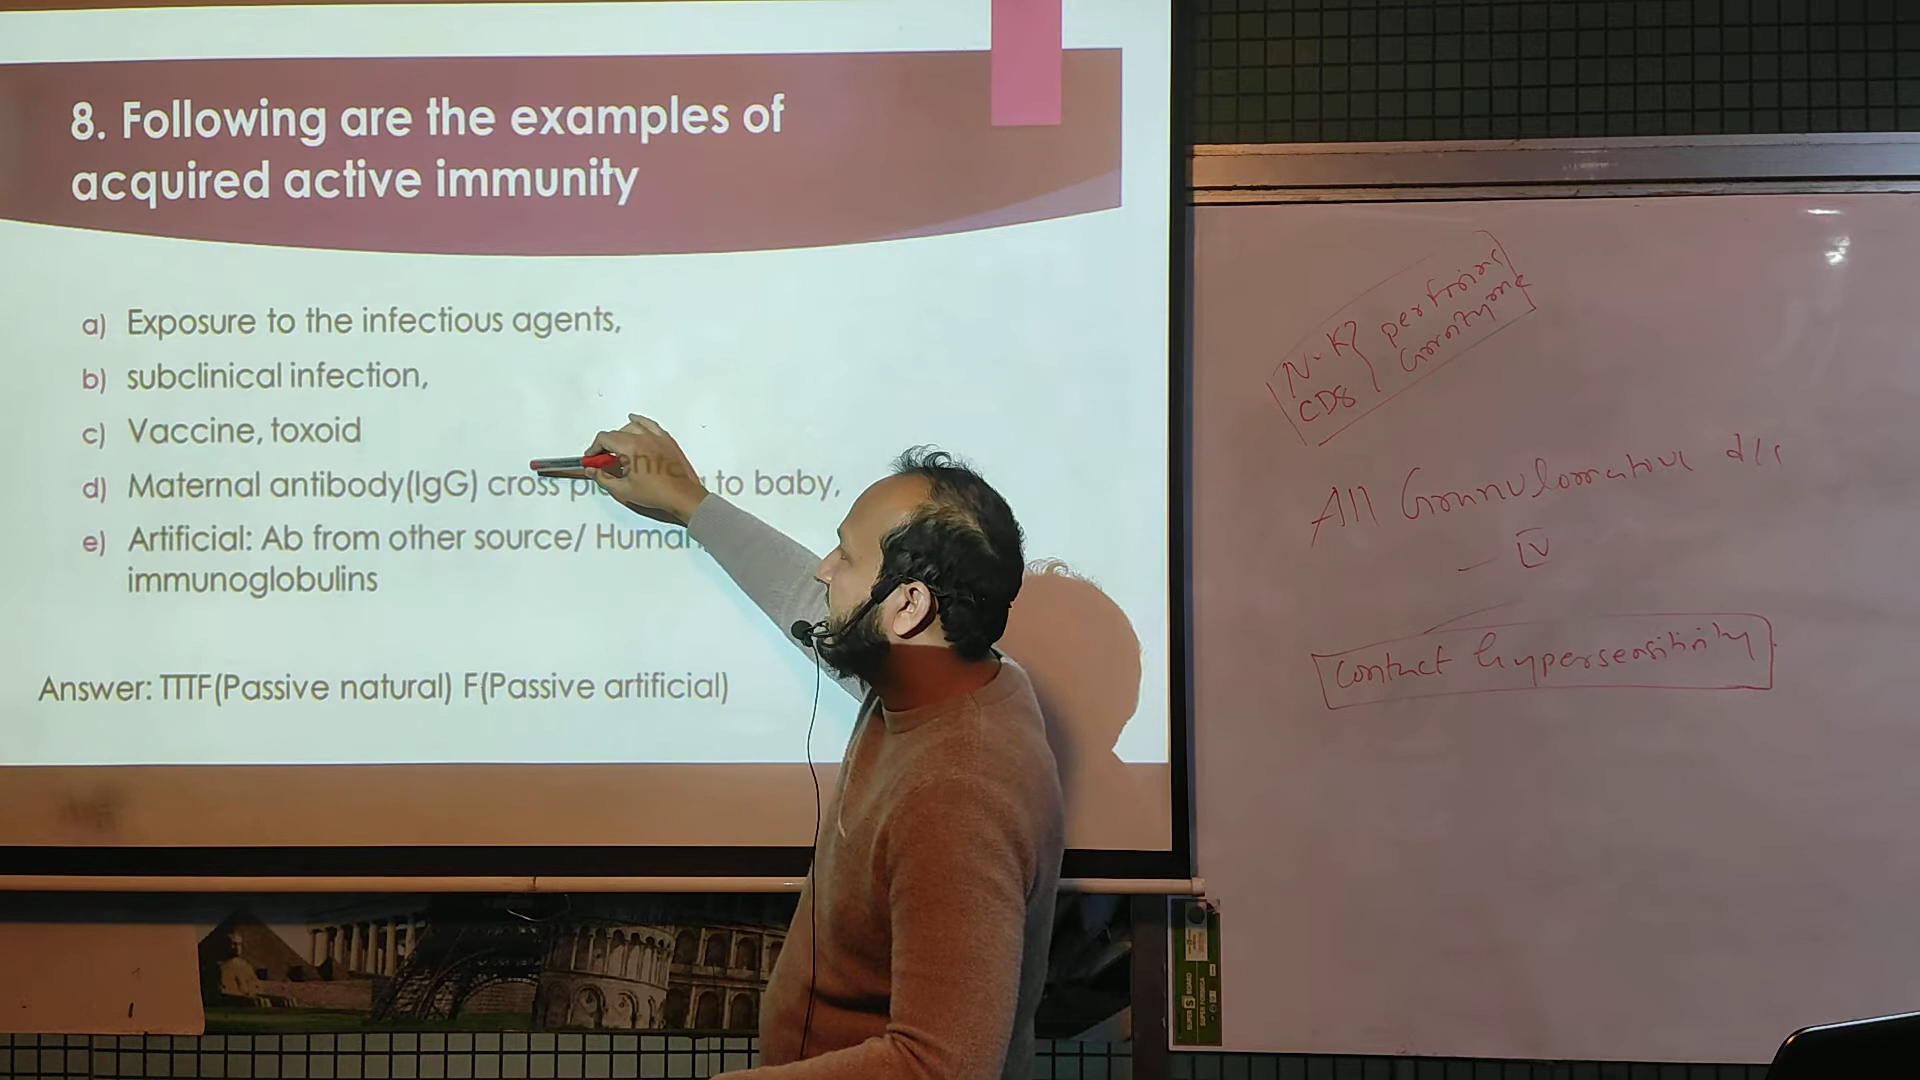 8. Following are the examples of
acquired active immunity
a) Exposure to the infectious agents,
b) subclinical infection,
c) Vaccine, toxoid
d) Maternal antibody(IgG) cross to baby,
e) Artificial: Ab from other source/ Human
immunoglobulins
Answer: TTTF(Passive natural) F(Passive artificial)
N-K
CD8
All
IV
Contact hypersensitivity
SUPER BOARD